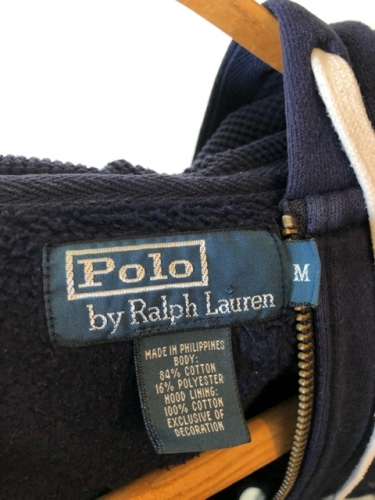 Polo
by Ralph Lauren
M
MADE IN PHILIPPINES
BODY:
84% COTTON
16% POLYESTER
HOOD LINING:
100% COTTON
EXCLUSIVE OF
DECORATION